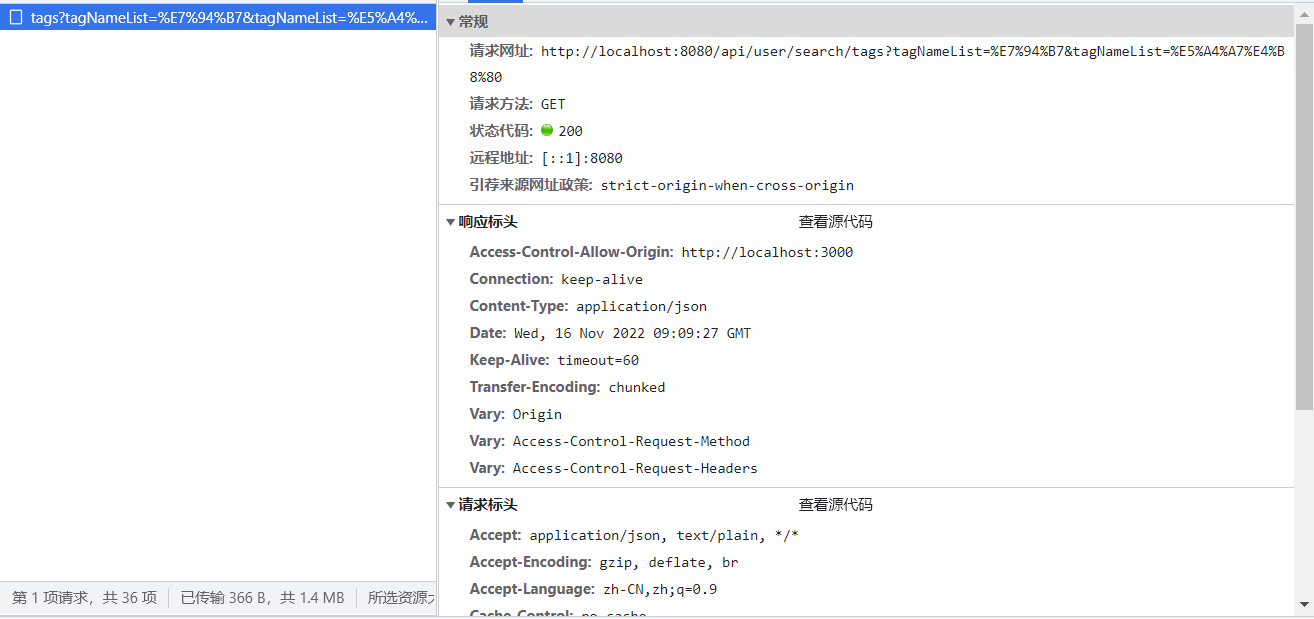 tags?tagNameList=%E7%94%B7&tagNameList=%E5%A4%...
常规
请求网址: http://localhost:8080/api/user/search/tags?tagNameList=%E7%94%B7&tagNameList=%E5%A4%A7%E4%B
8%80
请求方法: GET
状态代码: 200
远程地址: [::1]:8080
引荐来源网址政策: strict-origin-when-cross-origin
响应标头 查看源代码
Access-Control-Allow-Origin: http://localhost:3000
Connection: keep-alive
Content-Type: application/json
Date: Wed, 16 Nov 2022 09:09:27 GMT
Keep-Alive: timeout=60
Transfer-Encoding: chunked
Vary: Origin
Vary: Access-Control-Request-Method
Vary: Access-Control-Request-Headers
请求标头 查看源代码
Accept: application/json, text/plain, */*
Accept-Encoding: gzip, deflate, br
Accept-Language: zh-CN,zh;q=0.9
Cache-Control: no-cache
第 1 项请求，共 36 项 已传输 366 B，共 1.4 MB 所选资源大